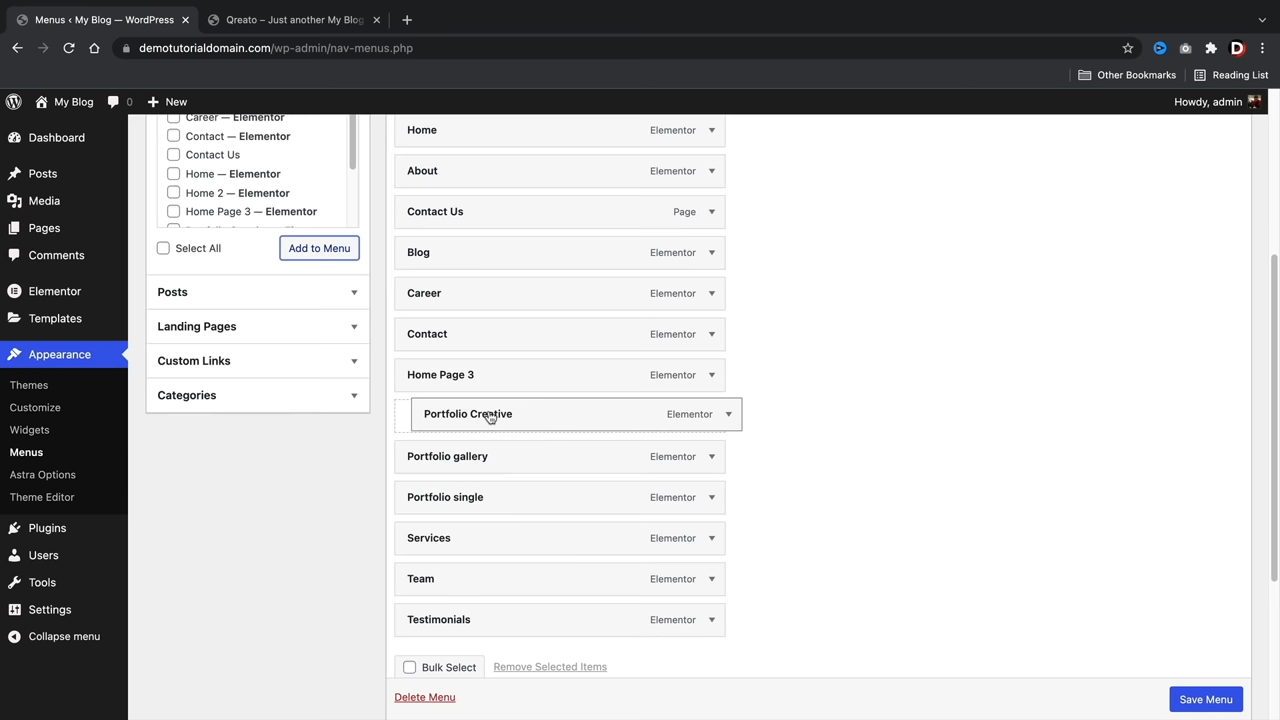 Menus ‹ My Blog — WordPress
Qreato – Just another My Blog
demotutorialdomain.com/wp-admin/nav-menus.php
Other Bookmarks
Reading List
My Blog
0
New
Howdy, admin
Dashboard
Posts
Media
Pages
Comments
Elementor
Templates
Appearance
Themes
Customize
Widgets
Menus
Astra Options
Theme Editor
Plugins
Users
Tools
Settings
Collapse menu
Career — Elementor
Contact — Elementor
Contact Us
Home — Elementor
Home 2 — Elementor
Home Page 3 — Elementor
Select All
Add to Menu
Posts
Landing Pages
Custom Links
Categories
Home Elementor
About Elementor
Contact Us Page
Blog Elementor
Career Elementor
Contact Elementor
Home Page 3 Elementor
Portfolio Creative Elementor
Portfolio gallery Elementor
Portfolio single Elementor
Services Elementor
Team Elementor
Testimonials Elementor
Bulk Select
Remove Selected Items
Delete Menu
Save Menu